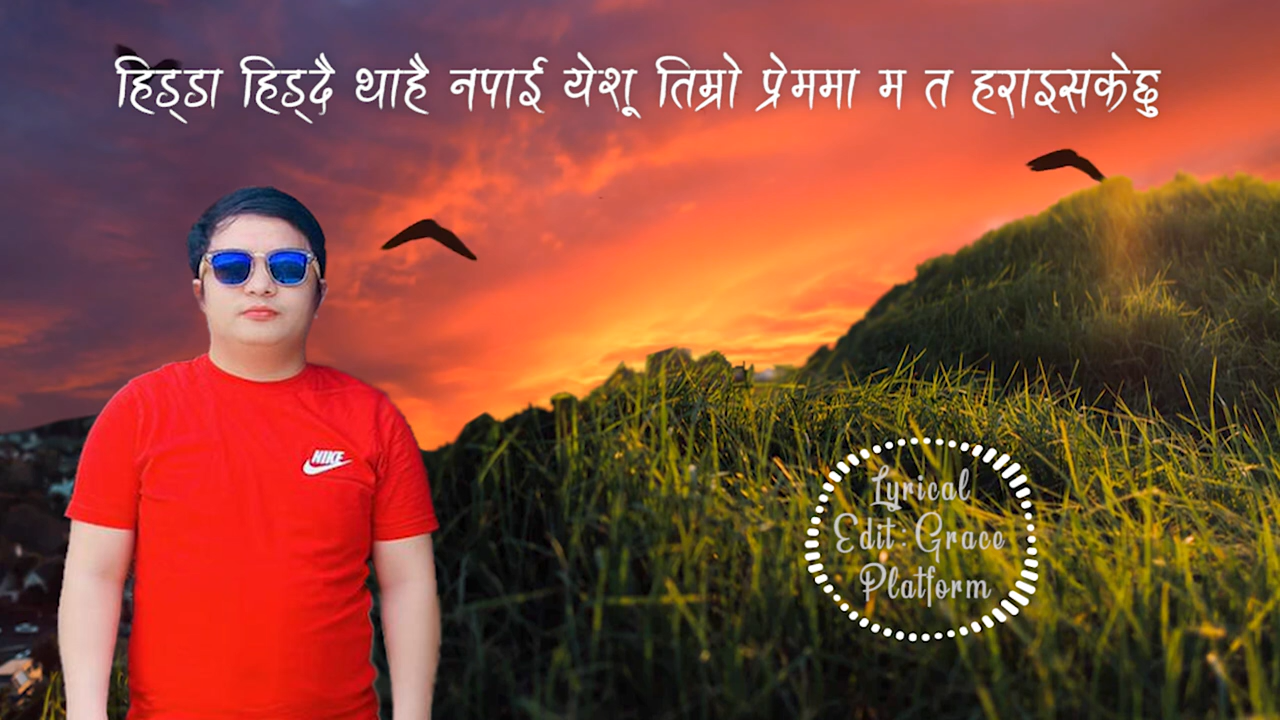 हिड्डा हिड्दै थाहै नपाई येशू तिम्रो प्रेममा म त हराइसकेछु
NIKE
Lyrical
Edit:Grace
Platform